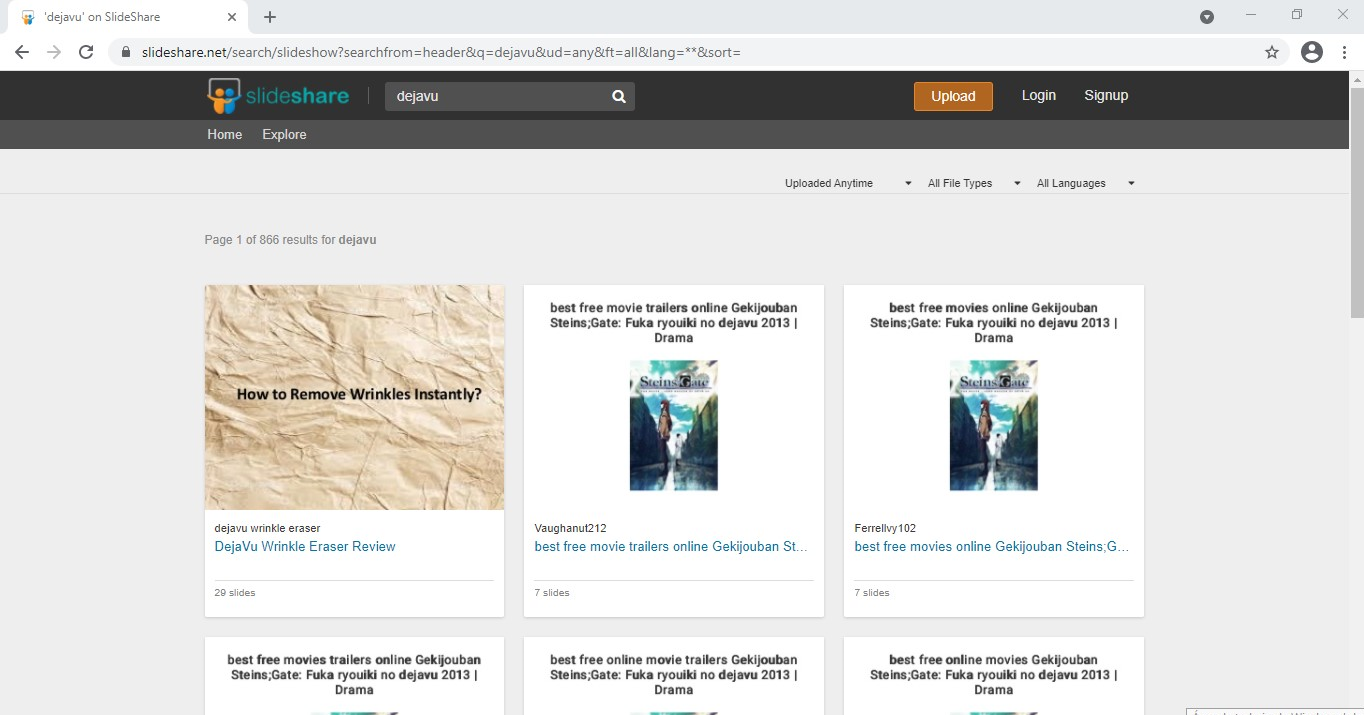 'dejavu' on SlideShare
slideshare.net/search/slideshow?searchfrom=header&q=dejavu&ud=any&ft=all&lang=**&sort=
slideshare
dejavu
Upload
Login
Signup
Home
Explore
Uploaded Anytime
All File Types
All Languages
Page 1 of 866 results for dejavu
How to Remove Wrinkles Instantly?
dejavu wrinkle eraser
DejaVu Wrinkle Eraser Review
29 slides
best free movie trailers online Gekijouban
Steins;Gate: Fuka ryouiki no dejavu 2013 |
Drama
Steins Gate
Vaughanut212
best free movie trailers online Gekijouban St...
7 slides
best free movies online Gekijouban
Steins;Gate: Fuka ryouiki no dejavu 2013 |
Drama
Steins Gate
FerrelIvy102
best free movies online Gekijouban Steins;G...
7 slides
best free movies trailers online Gekijouban
Steins;Gate: Fuka ryouiki no dejavu 2013 |
Drama
best free online movie trailers Gekijouban
Steins;Gate: Fuka ryouiki no dejavu 2013 |
Drama
best free online movies Gekijouban
Steins;Gate: Fuka ryouiki no dejavu 2013 |
Drama